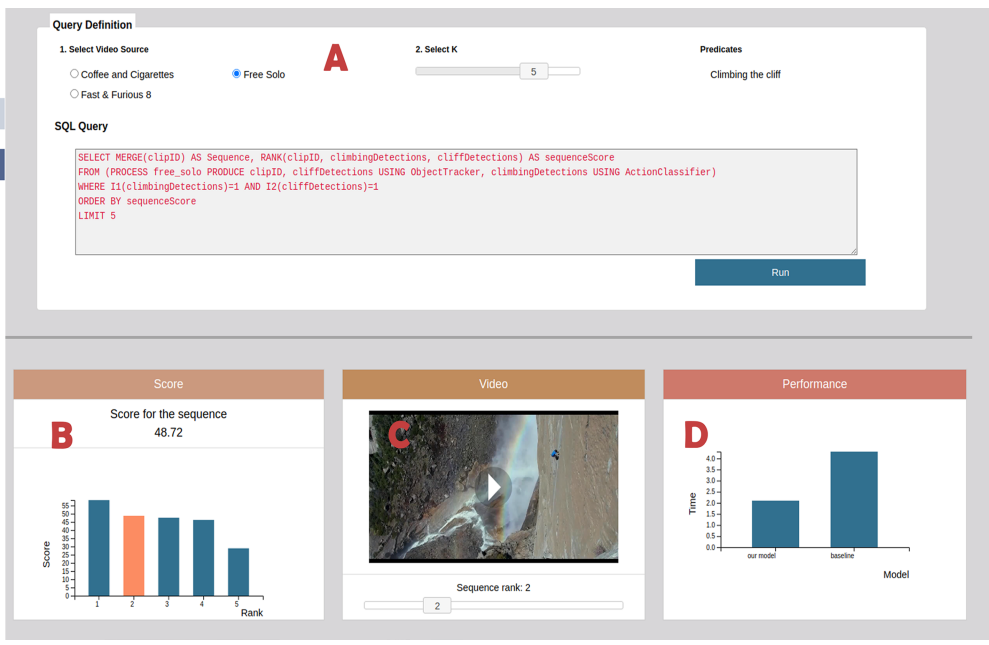 Query Definition
1. Select Video Source
Coffee and Cigarettes
Free Solo
Fast & Furious 8
A
2. Select K
5
Predicates
Climbing the cliff
SQL Query
SELECT MERGE(clipID) AS Sequence, RANK(clipID, climbingDetections, cliffDetections) AS sequenceScore
FROM (PROCESS free_solo PRODUCE clipID, cliffDetections USING ObjectTracker, climbingDetections USING ActionClassifier)
WHERE I1(climbingDetections)=1 AND I2(cliffDetections)=1
ORDER BY sequenceScore
LIMIT 5
Run
Score
Score for the sequence
48.72
B
55
50
45
40
35
30
25
20
15
10
5
0
Score
1 2 3 4 5
Rank
Video
C
Sequence rank: 2
2
Performance
D
4.0
3.5
3.0
2.5
2.0
1.5
1.0
0.5
0.0
Time
our model baseline
Model